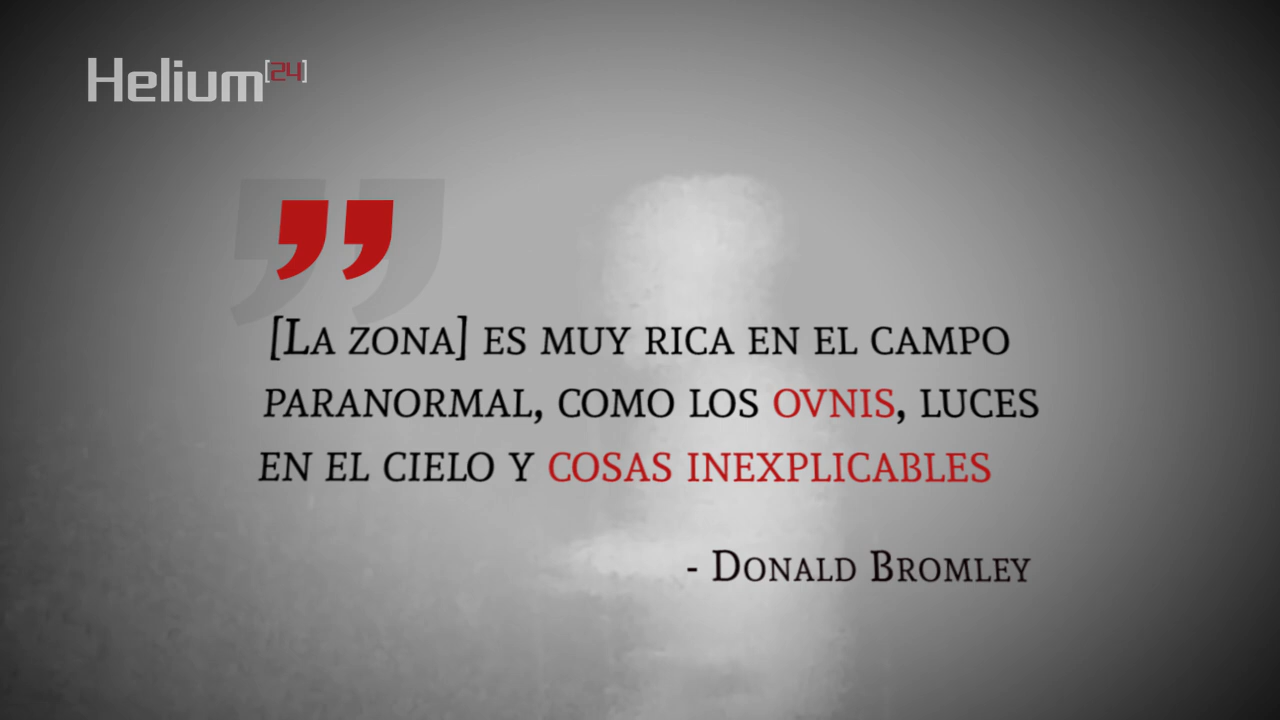 Helium[24]
”
[La zona] es muy rica en el campo
paranormal, como los ovnis, luces
en el cielo y cosas inexplicables
- Donald Bromley